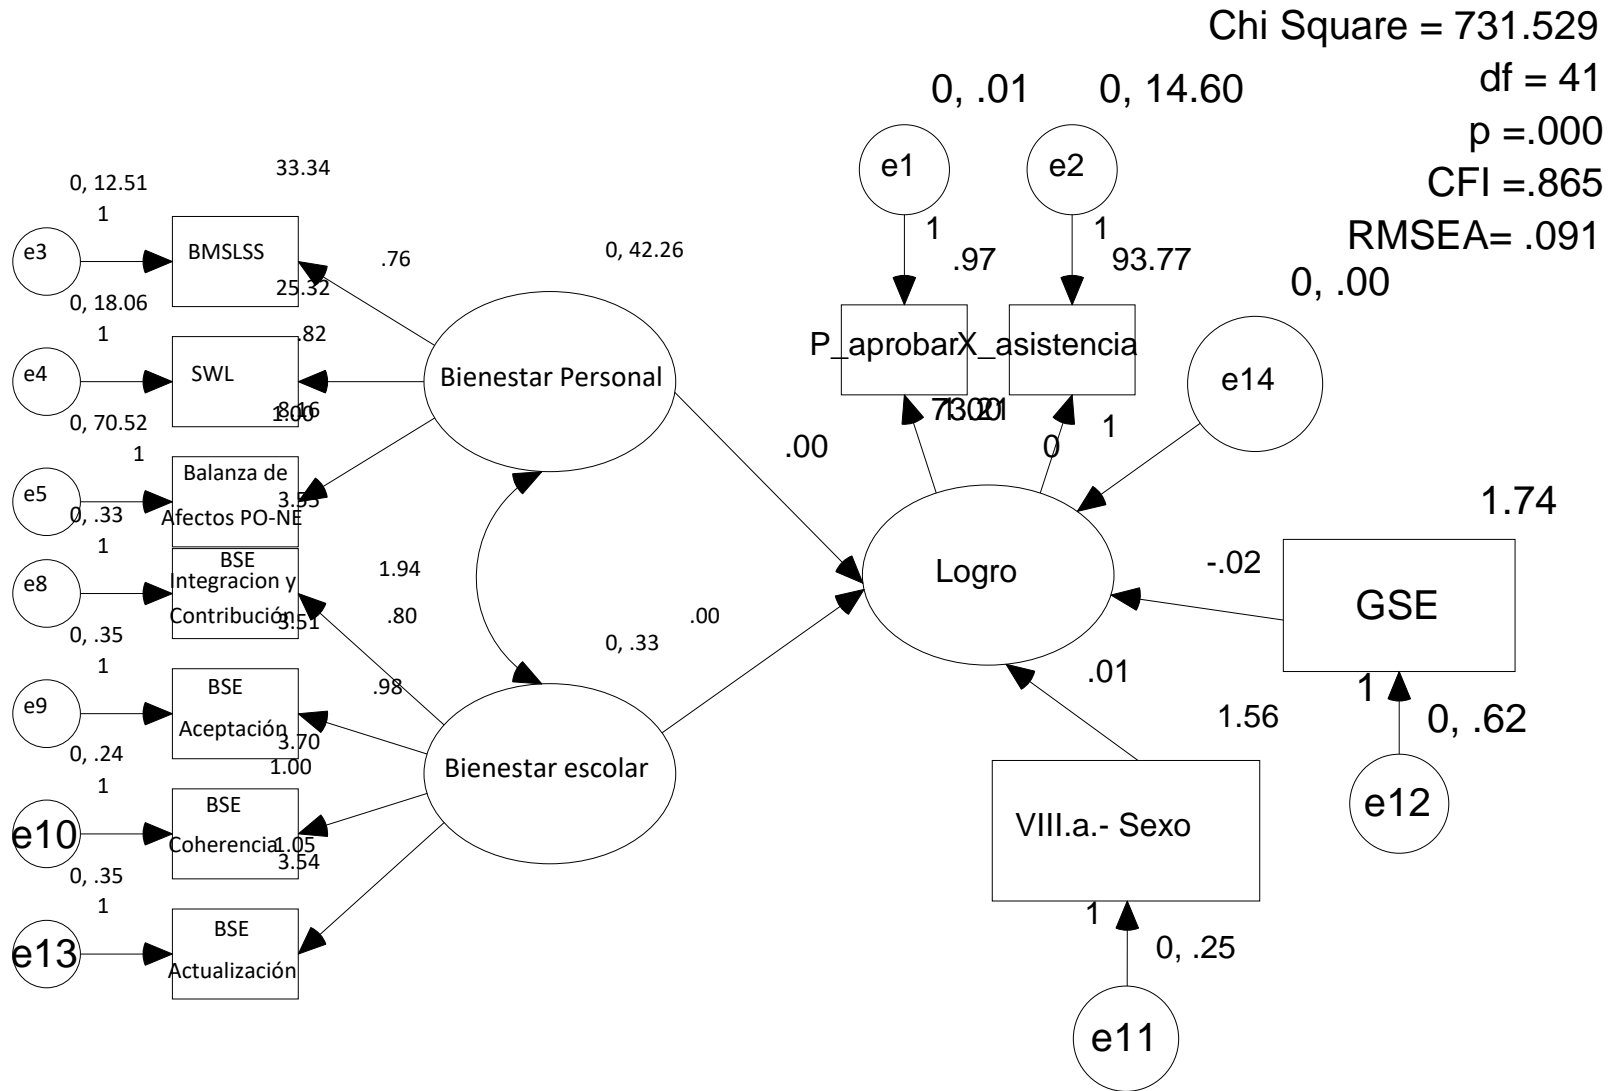 Chi Square = 731.529
df = 41
p =.000
CFI =.865
RMSEA= .091
0, .01
0, 14.60
e1
e2
1
1
.97
93.77
P_aprobar
X_asistencia
0, .00
e14
0
1
0, 12.51
1
e3
BMSLSS
33.34
.76
0, 18.06
1
e4
SWL
25.32
.82
0, 70.52
1
e5
Balanza de
Afectos PO-NE
1.00
8.16
0, 42.26
Bienestar Personal
.00
Logro
-.02
1.74
GSE
1
0, .62
e12
.01
1.56
VIII.a.- Sexo
1
0, .25
e11
0, .33
1
e8
BSE
Integracion y
Contribución
1.94
.80
0, .35
1
e9
BSE
Aceptación
3.51
.98
0, .24
1
e10
BSE
Coherencia
3.70
1.00
0, .35
1
e13
BSE
Actualización
1.05
3.54
0, .33
.00
Bienestar escolar